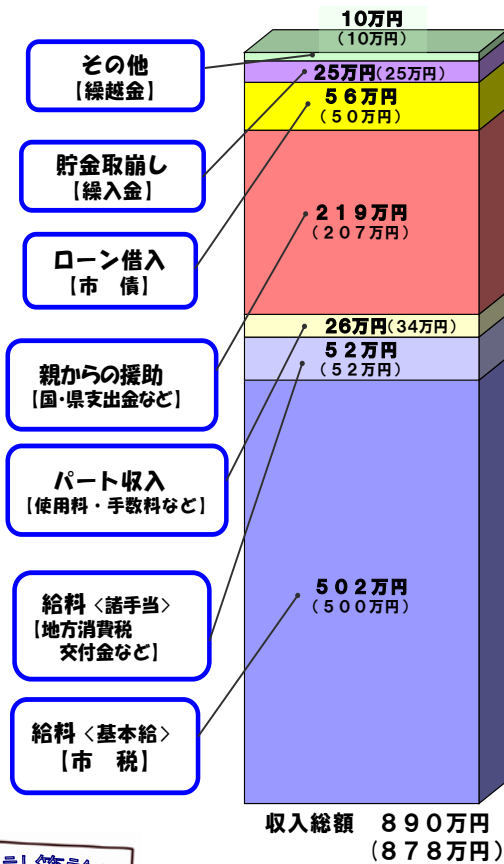 10万円
(10万円)
その他
【繰越金】
25万円(25万円)
56万円
(50万円)
貯金取崩し
【繰入金】
219万円
(207万円)
ローン借入
【市　債】
26万円(34万円)
52万円
(52万円)
親からの援助
【国・県支出金など】
パート収入
【使用料・手数料など】
502万円
(500万円)
給料〈諸手当〉
【地方消費税
交付金など】
給料〈基本給〉
【市　税】
収入総額　890万円
(878万円)